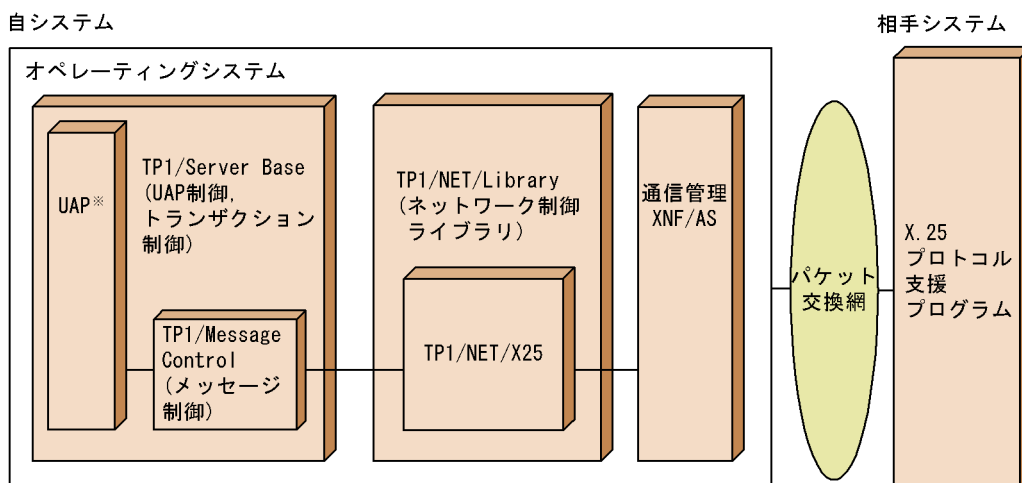 自システム
相手システム
オペレーティングシステム
UAP※
TP1/Server Base
(UAP制御,
トランザクション
制御)
TP1/Message
Control
(メッセージ
制御)
TP1/NET/Library
(ネットワーク制御
ライブラリ)
TP1/NET/X25
通信管理
XNF/AS
パケット
交換網
X.25
プロトコル
支援
プログラム